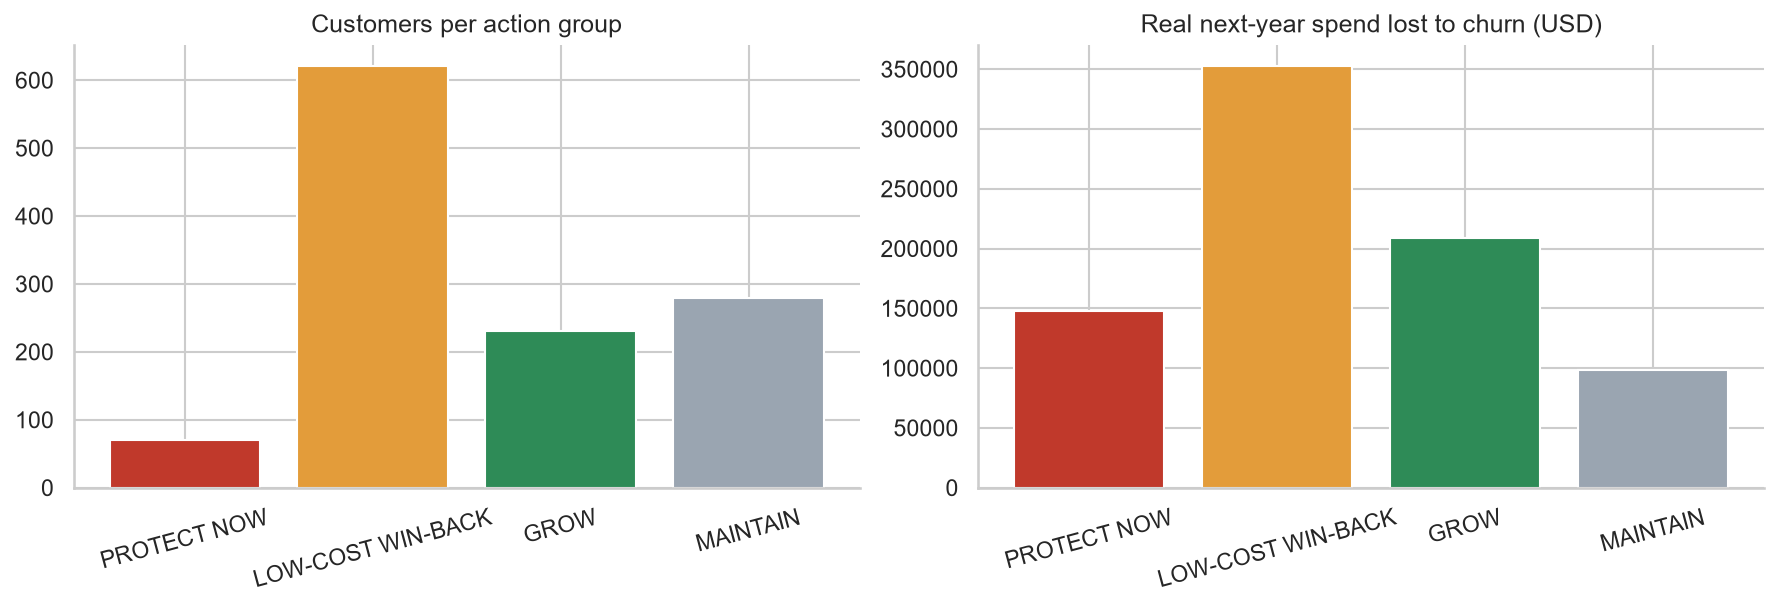 Customers per action group
600
500
400
300
200
100
0
PROTECT NOW
LOW-COST WIN-BACK
GROW
MAINTAIN
Real next-year spend lost to churn (USD)
350000
300000
250000
200000
150000
100000
50000
0
PROTECT NOW
LOW-COST WIN-BACK
GROW
MAINTAIN